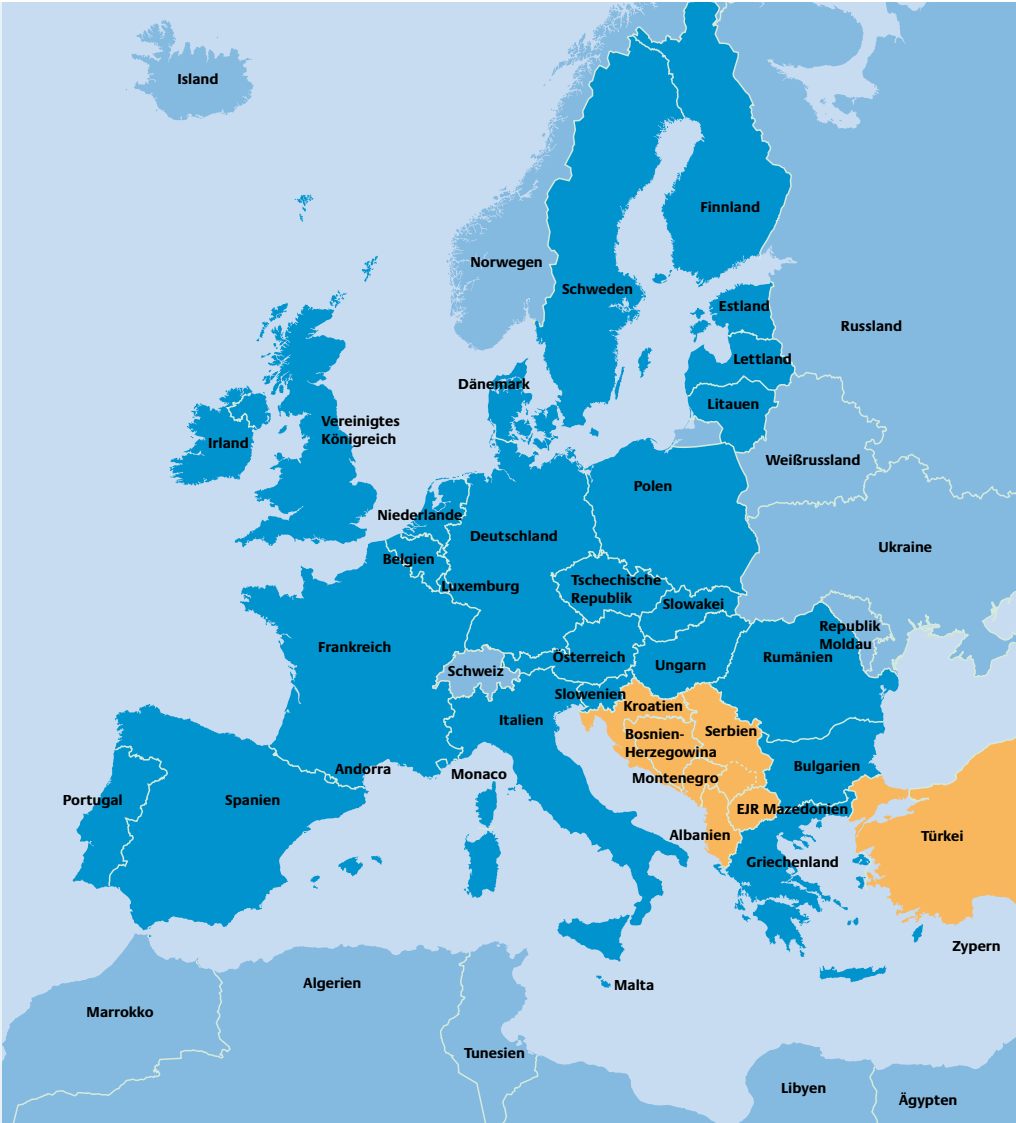 Island
Finnland
Norwegen
Schweden
Estland
Russland
Lettland
Dänemark
Litauen
Vereinigtes
Königreich
Irland
Weißrussland
Polen
Niederlande
Deutschland
Ukraine
Belgien
Tschechische
Republik
Luxemburg
Slowakei
Republik
Moldau
Frankreich
Österreich
Rumänien
Ungarn
Schweiz
Slowenien
Kroatien
Italien
Serbien
Bosnien-
Herzegowina
Bulgarien
Andorra
Monaco
Montenegro
Portugal
Spanien
EJR Mazedonien
Albanien
Türkei
Griechenland
Zypern
Algerien
Malta
Marrokko
Tunesien
Libyen
Ägypten